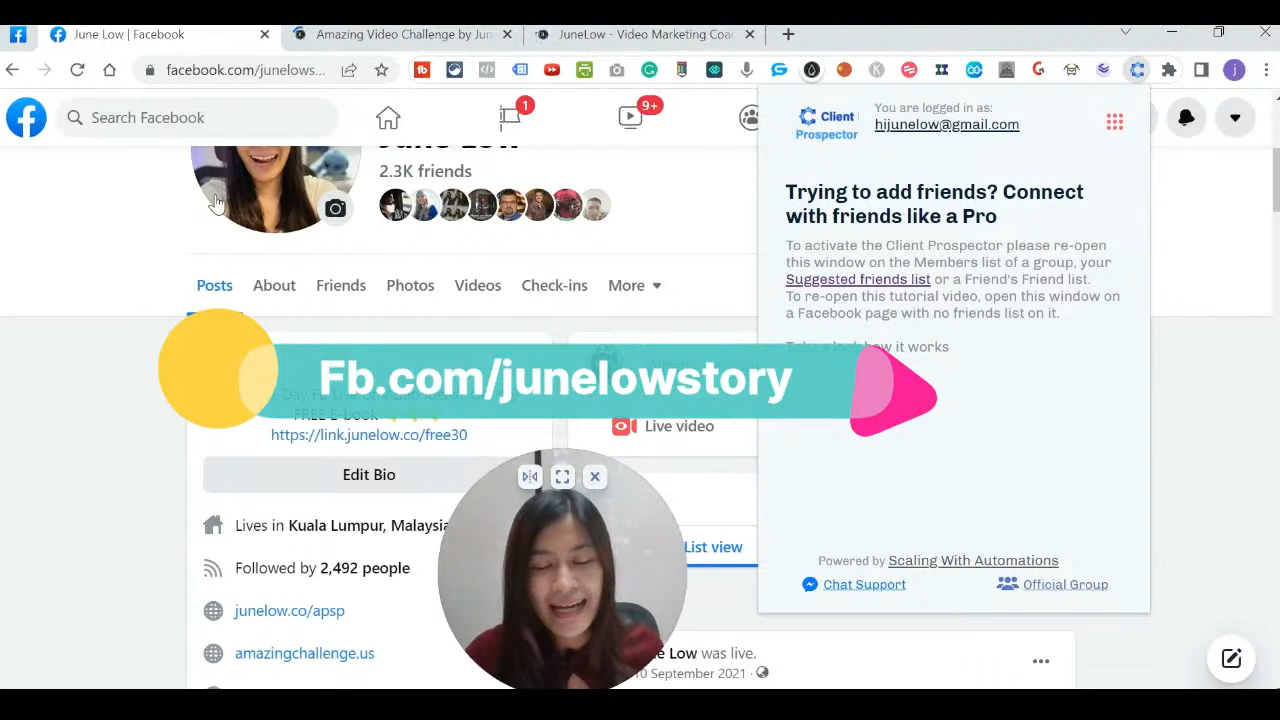 June Low | Facebook
Amazing Video Challenge by Jun
JuneLow - Video Marketing Coac
facebook.com/junelows...
Search Facebook
1
9+
June Low
2.3K friends
Posts
About
Friends
Photos
Videos
Check-ins
More
Client
Prospector
You are logged in as:
hijunelow@gmail.com
Trying to add friends? Connect
with friends like a Pro
To activate the Client Prospector please re-open
this window on the Members list of a group, your
Suggested friends list or a Friend's Friend list.
To re-open this tutorial video, open this window on
a Facebook page with no friends list on it.
Take a look how it works
Fb.com/junelowstory
FREE E-book
https://link.junelow.co/free30
Live video
Edit Bio
Lives in Kuala Lumpur, Malaysia
List view
Followed by 2,492 people
Powered by Scaling With Automations
Chat Support
Official Group
junelow.co/apsp
amazingchallenge.us
e Low was live.
10 September 2021